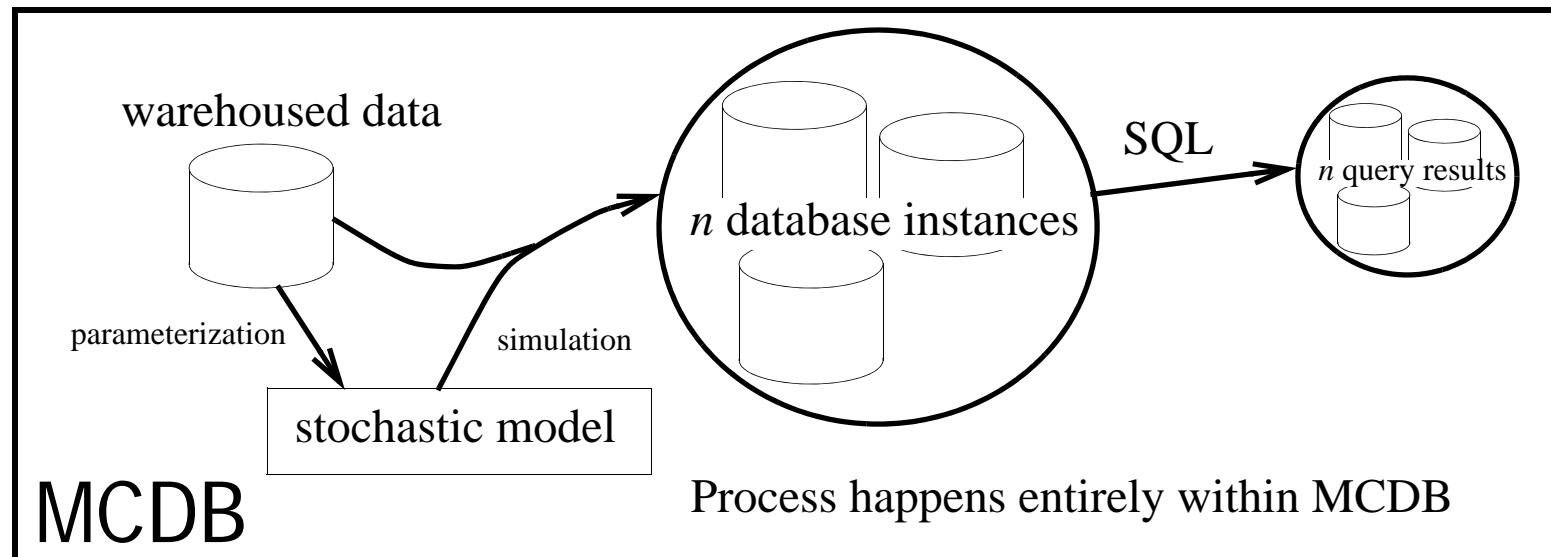 warehoused data
SQL
n query results
n database instances
parameterization
simulation
stochastic model
MCDB
Process happens entirely within MCDB